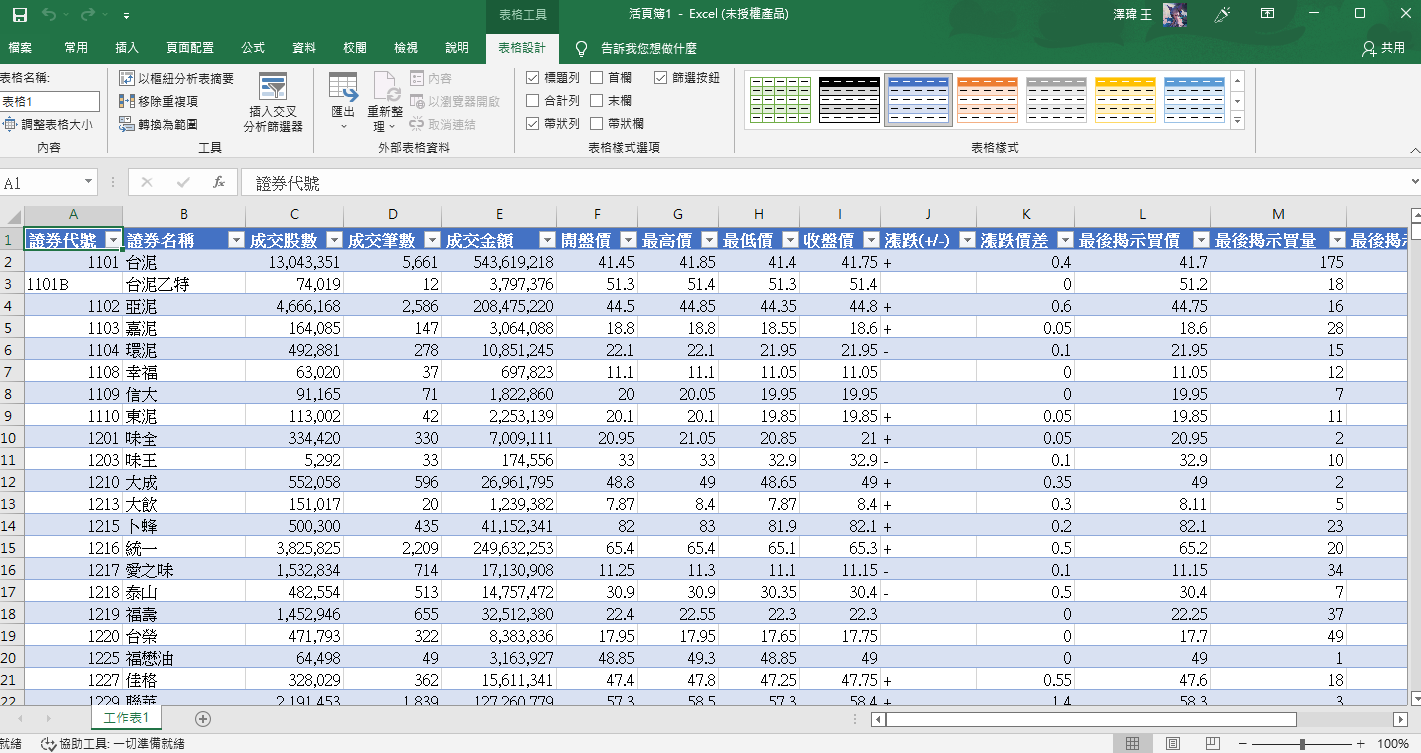 表格工具 活頁簿1 - Excel (未授權產品) 澤瑋 王
檔案 常用 插入 頁面配置 公式 資料 校閱 檢視 說明 表格設計 告訴我您想做什麼 共用
表格名稱: 以樞紐分析表摘要 內容 標題列 首欄 篩選按鈕
表格1 移除重複項 以瀏覽器開啟 合計列 末欄
調整表格大小 轉換為範圍 插入交叉分析篩選器 匯出 重新整理 取消連結 帶狀列 帶狀欄
內容 工具 外部表格資料 表格樣式選項 表格樣式
A1 fx 證券代號
A B C D E F G H I J K L M
1 證券代號 證券名稱 成交股數 成交筆數 成交金額 開盤價 最高價 最低價 收盤價 漲跌(+/-) 漲跌價差 最後揭示買價 最後揭示買量 最後揭
2 1101 台泥 13,043,351 5,661 543,619,218 41.45 41.85 41.4 41.75 + 0.4 41.7 175
3 1101B 台泥乙特 74,019 12 3,797,376 51.3 51.4 51.3 51.4 0 51.2 18
4 1102 亞泥 4,666,168 2,586 208,475,220 44.5 44.85 44.35 44.8 + 0.6 44.75 16
5 1103 嘉泥 164,085 147 3,064,088 18.8 18.8 18.55 18.6 + 0.05 18.6 28
6 1104 環泥 492,881 278 10,851,245 22.1 22.1 21.95 21.95 - 0.1 21.95 15
7 1108 幸福 63,020 37 697,823 11.1 11.1 11.05 11.05 0 11.05 12
8 1109 信大 91,165 71 1,822,860 20 20.05 19.95 19.95 0 19.95 7
9 1110 東泥 113,002 42 2,253,139 20.1 20.1 19.85 19.85 + 0.05 19.85 11
10 1201 味全 334,420 330 7,009,111 20.95 21.05 20.85 21 + 0.05 20.95 2
11 1203 味王 5,292 33 174,556 33 33 32.9 32.9 - 0.1 32.9 10
12 1210 大成 552,058 596 26,961,795 48.8 49 48.65 49 + 0.35 49 2
13 1213 大飲 151,017 20 1,239,382 7.87 8.4 7.87 8.4 + 0.3 8.11 5
14 1215 卜蜂 500,300 435 41,152,341 82 83 81.9 82.1 + 0.2 82.1 23
15 1216 統一 3,825,825 2,209 249,632,253 65.4 65.4 65.1 65.3 + 0.5 65.2 20
16 1217 愛之味 1,532,834 714 17,130,908 11.25 11.3 11.1 11.15 - 0.1 11.15 34
17 1218 泰山 482,554 513 14,757,472 30.9 30.9 30.35 30.4 - 0.5 30.4 7
18 1219 福壽 1,452,946 655 32,512,380 22.4 22.55 22.3 22.3 0 22.25 37
19 1220 台榮 471,793 322 8,383,836 17.95 17.95 17.65 17.75 0 17.7 49
20 1225 福懋油 64,498 49 3,163,927 48.85 49.3 48.85 49 0 49 1
21 1227 佳格 328,029 362 15,611,341 47.4 47.8 47.25 47.75 + 0.55 47.6 18
22 1229 聯華 2,191,453 1,839 127,260,779 57.3 58.5 57.3 58.4 + 1.4 58.3 3
工作表1
就緒 協助工具: 一切準備就緒 100%